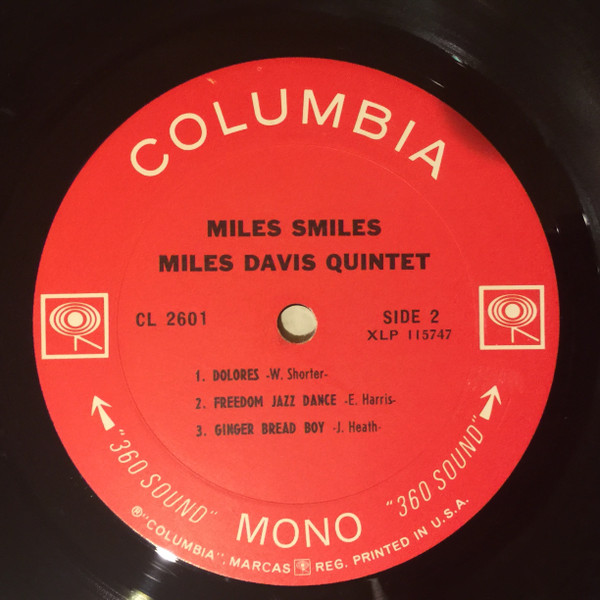 COLUMBIA
MILES SMILES
MILES DAVIS QUINTET
CL 2601
SIDE 2
XLP 115747
1. DOLORES -W. Shorter-
2. FREEDOM JAZZ DANCE -E. Harris-
3. GINGER BREAD BOY -J. Heath-
"360 SOUND" MONO "360 SOUND"
®"COLUMBIA", MARCAS REG. PRINTED IN U.S.A.